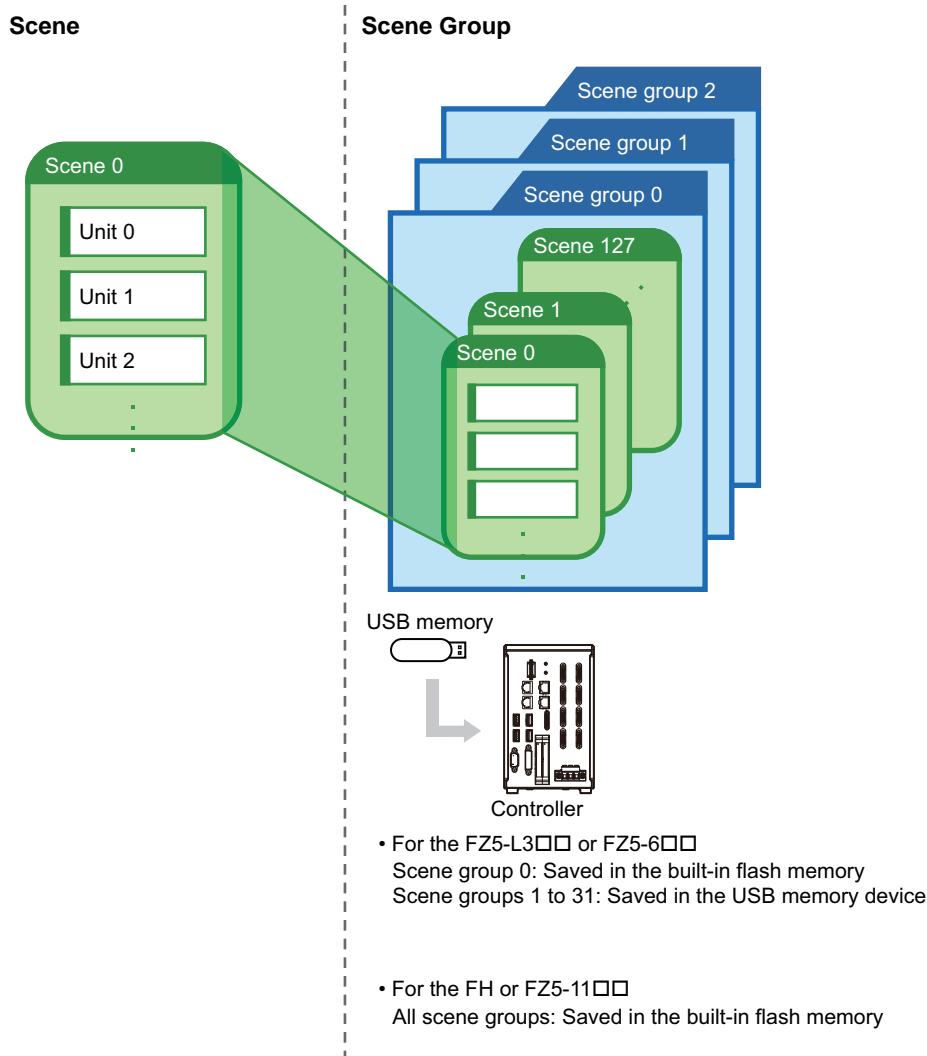 Scene
Scene Group
Scene group 2
Scene group 1
Scene group 0
Scene 0
Unit 0
Unit 1
Unit 2
Scene 127
Scene 1
Scene 0
USB memory
Controller
• For the FZ5-L3□□ or FZ5-6□□
Scene group 0: Saved in the built-in flash memory
Scene groups 1 to 31: Saved in the USB memory device
• For the FH or FZ5-11□□
All scene groups: Saved in the built-in flash memory